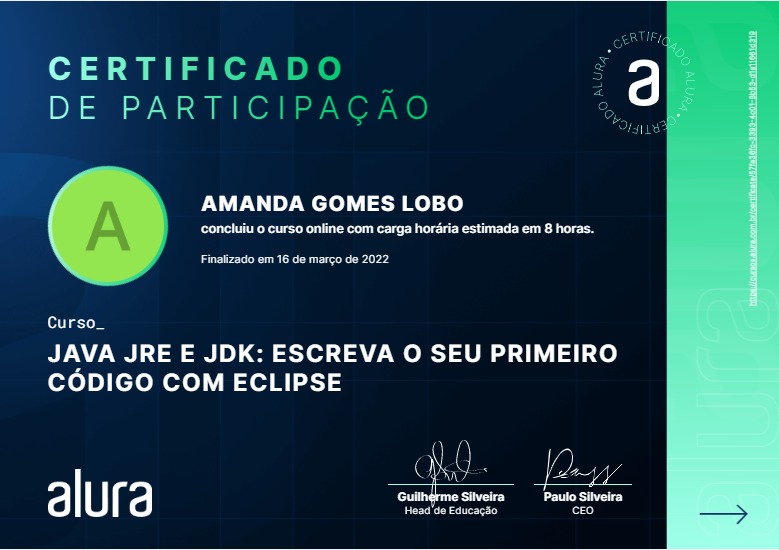 CERTIFICADO
DE PARTICIPAÇÃO
CERTIFICADO ALURA • CERTIFICADO ALURA •
a
A
AMANDA GOMES LOBO
concluiu o curso online com carga horária estimada em 8 horas.
Finalizado em 16 de março de 2022
Curso_
JAVA JRE E JDK: ESCREVA O SEU PRIMEIRO
CÓDIGO COM ECLIPSE
alura
Guilherme Silveira
Head de Educação
Paulo Silveira
CEO
alura